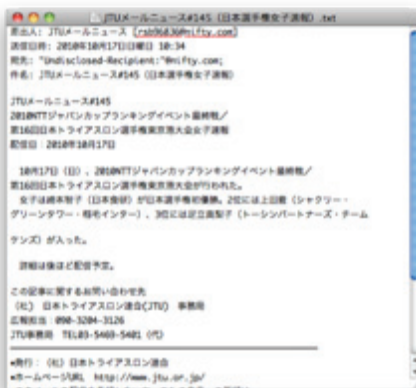 JTUメールニュース#145（日本選手権女子速報）.txt
差出人: JTUメールニュース [rsb96836@nifty.com]
送信日時: 2010年10月17日日曜日 10:34
宛先: "Undisclosed-Recipient:"@nifty.com;
件名: JTUメールニュース#145（日本選手権女子速報）
JTUメールニュース#145
2010NTTジャパンカップランキングイベント最終戦／
第16回日本トライアスロン選手権東京港大会女子速報
配信日：2010年10月17日
10月17日（日）、2010NTTジャパンカップランキングイベント最終戦／
第16回日本トライアスロン選手権東京港大会が行われた。
女子は崎本智子（日本食研）が日本選手権初優勝。2位には上田藍（シャクリー・
グリーンタワー・稲毛インター）、3位には足立真梨子（トーシンパートナーズ・チーム
ケンズ）が入った。
詳細は後ほど配信予定。
この記事に関するお問い合わせ先
（社）日本トライアスロン連合(JTU) 事務局
広報担当：090-3204-3126
JTU事務局 TEL03-5469-5401（代）
■発行：（社）日本トライアスロン連合
■ホームページURL http://www.jtu.or.jp/